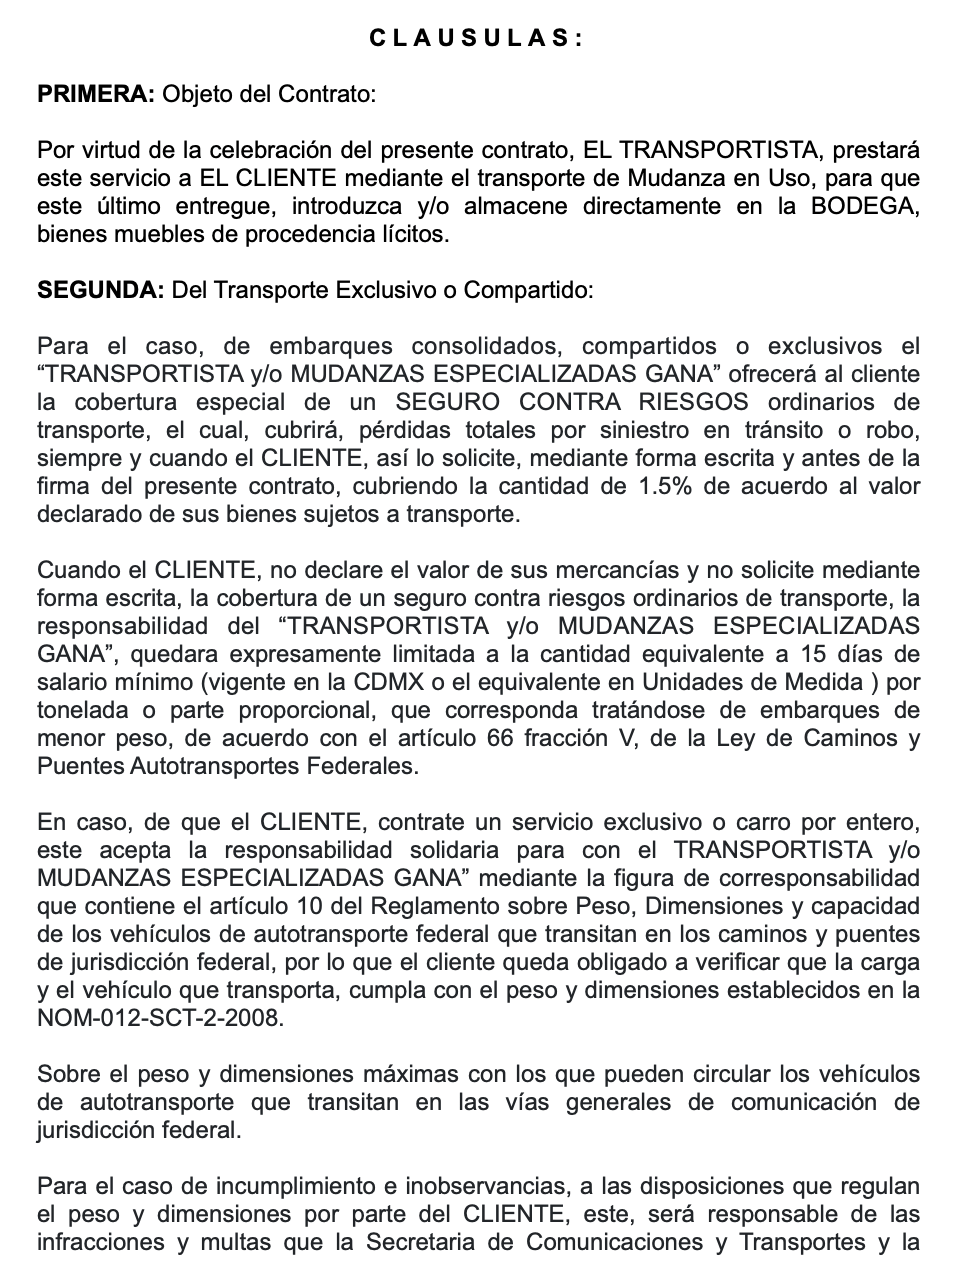 C L A U S U L A S :
PRIMERA: Objeto del Contrato:
Por virtud de la celebración del presente contrato, EL TRANSPORTISTA, prestará
este servicio a EL CLIENTE mediante el transporte de Mudanza en Uso, para que
este último entregue, introduzca y/o almacene directamente en la BODEGA,
bienes muebles de procedencia lícitos.
SEGUNDA: Del Transporte Exclusivo o Compartido:
Para el caso, de embarques consolidados, compartidos o exclusivos el
“TRANSPORTISTA y/o MUDANZAS ESPECIALIZADAS GANA” ofrecerá al cliente
la cobertura especial de un SEGURO CONTRA RIESGOS ordinarios de
transporte, el cual, cubrirá, pérdidas totales por siniestro en tránsito o robo,
siempre y cuando el CLIENTE, así lo solicite, mediante forma escrita y antes de la
firma del presente contrato, cubriendo la cantidad de 1.5% de acuerdo al valor
declarado de sus bienes sujetos a transporte.
Cuando el CLIENTE, no declare el valor de sus mercancías y no solicite mediante
forma escrita, la cobertura de un seguro contra riesgos ordinarios de transporte, la
responsabilidad del “TRANSPORTISTA y/o MUDANZAS ESPECIALIZADAS
GANA”, quedara expresamente limitada a la cantidad equivalente a 15 días de
salario mínimo (vigente en la CDMX o el equivalente en Unidades de Medida ) por
tonelada o parte proporcional, que corresponda tratándose de embarques de
menor peso, de acuerdo con el artículo 66 fracción V, de la Ley de Caminos y
Puentes Autotransportes Federales.
En caso, de que el CLIENTE, contrate un servicio exclusivo o carro por entero,
este acepta la responsabilidad solidaria para con el TRANSPORTISTA y/o
MUDANZAS ESPECIALIZADAS GANA” mediante la figura de corresponsabilidad
que contiene el artículo 10 del Reglamento sobre Peso, Dimensiones y capacidad
de los vehículos de autotransporte federal que transitan en los caminos y puentes
de jurisdicción federal, por lo que el cliente queda obligado a verificar que la carga
y el vehículo que transporta, cumpla con el peso y dimensiones establecidos en la
NOM-012-SCT-2-2008.
Sobre el peso y dimensiones máximas con los que pueden circular los vehículos
de autotransporte que transitan en las vías generales de comunicación de
jurisdicción federal.
Para el caso de incumplimiento e inobservancias, a las disposiciones que regulan
el peso y dimensiones por parte del CLIENTE, este, será responsable de las
infracciones y multas que la Secretaria de Comunicaciones y Transportes y la